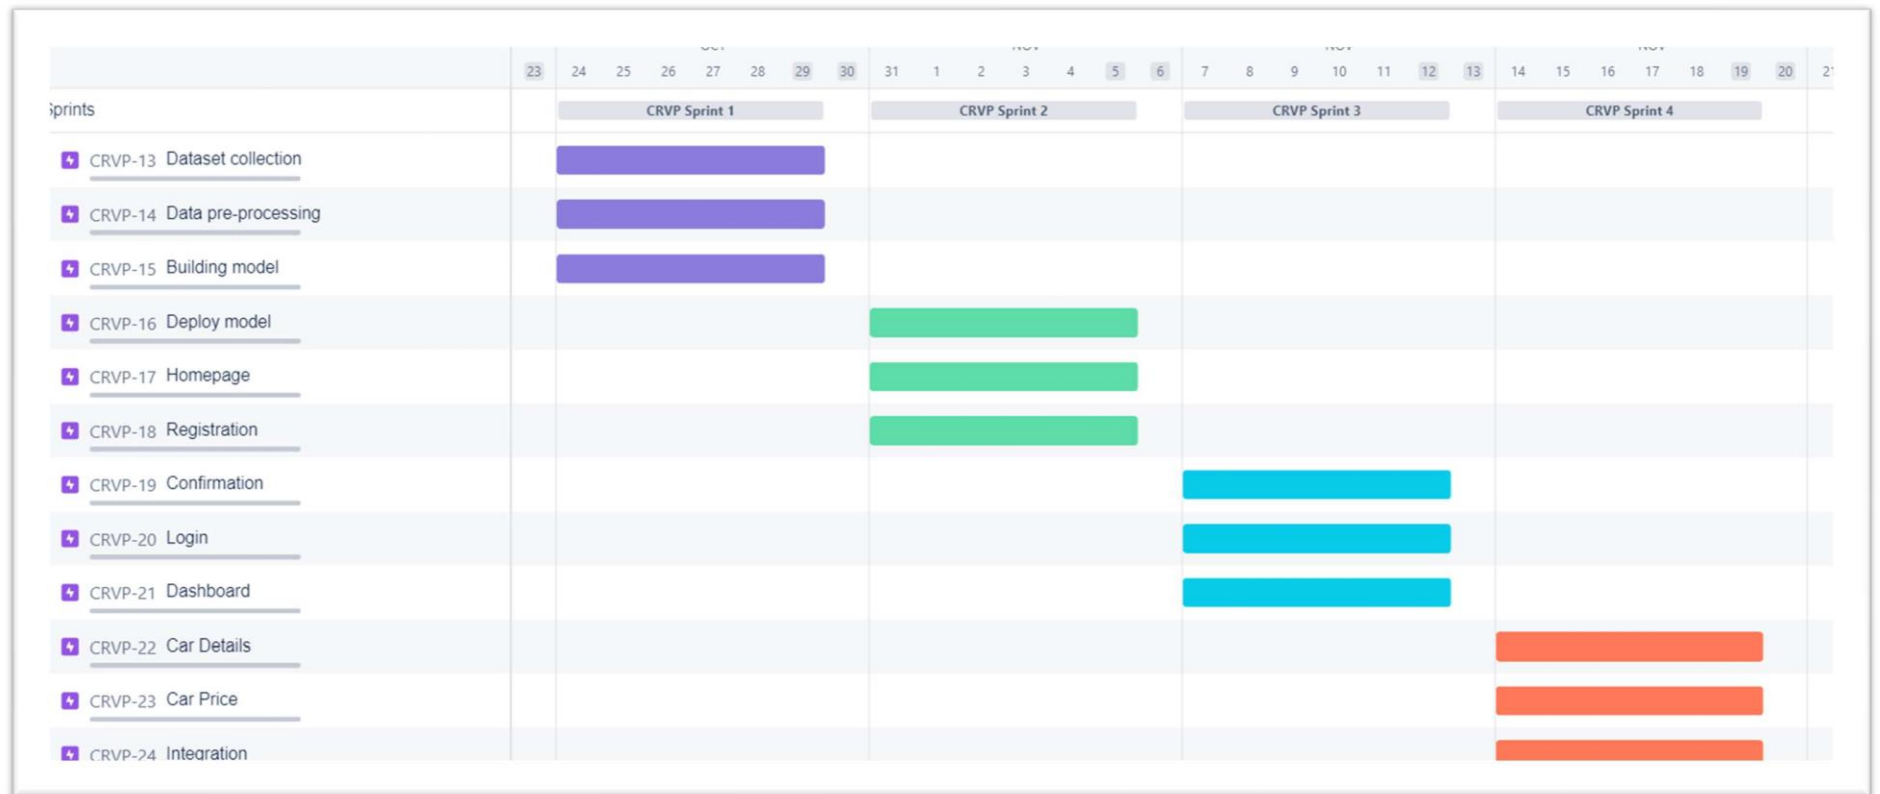 23 24 25 26 27 28 29 30 31 1 2 3 4 5 6 7 8 9 10 11 12 13 14 15 16 17 18 19 20
CRVP Sprint 1 CRVP Sprint 2 CRVP Sprint 3 CRVP Sprint 4
CRVP-13 Dataset collection
CRVP-14 Data pre-processing
CRVP-15 Building model
CRVP-16 Deploy model
CRVP-17 Homepage
CRVP-18 Registration
CRVP-19 Confirmation
CRVP-20 Login
CRVP-21 Dashboard
CRVP-22 Car Details
CRVP-23 Car Price
CRVP-24 Integration